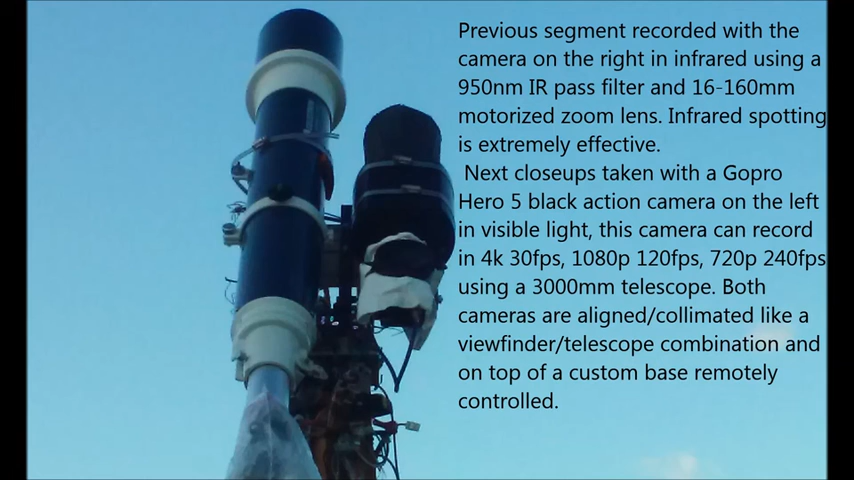 Previous segment recorded with the
camera on the right in infrared using a
950nm IR pass filter and 16-160mm
motorized zoom lens. Infrared spotting
is extremely effective.
Next closeups taken with a Gopro
Hero 5 black action camera on the left
in visible light, this camera can record
in 4k 30fps, 1080p 120fps, 720p 240fps
using a 3000mm telescope. Both
cameras are aligned/collimated like a
viewfinder/telescope combination and
on top of a custom base remotely
controlled.